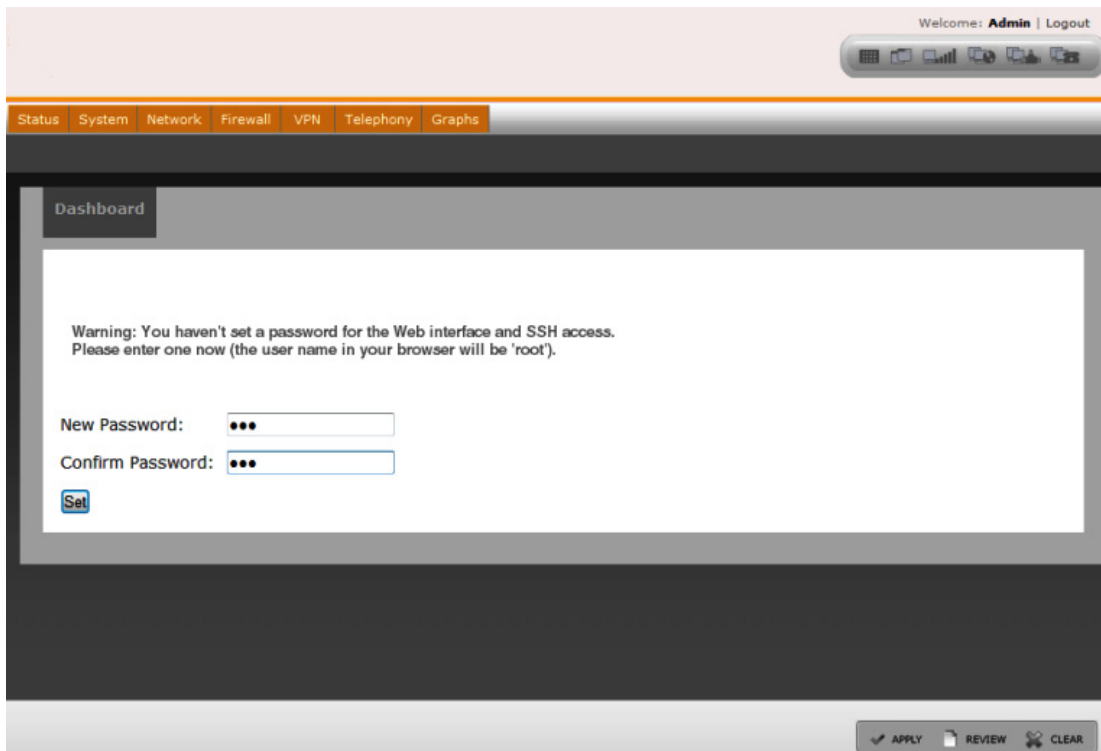 Welcome: Admin | Logout
Status System Network Firewall VPN Telephony Graphs
Dashboard
Warning: You haven't set a password for the Web interface and SSH access.
Please enter one now (the user name in your browser will be 'root').
New Password: •••
Confirm Password: •••
Set
APPLY REVIEW CLEAR